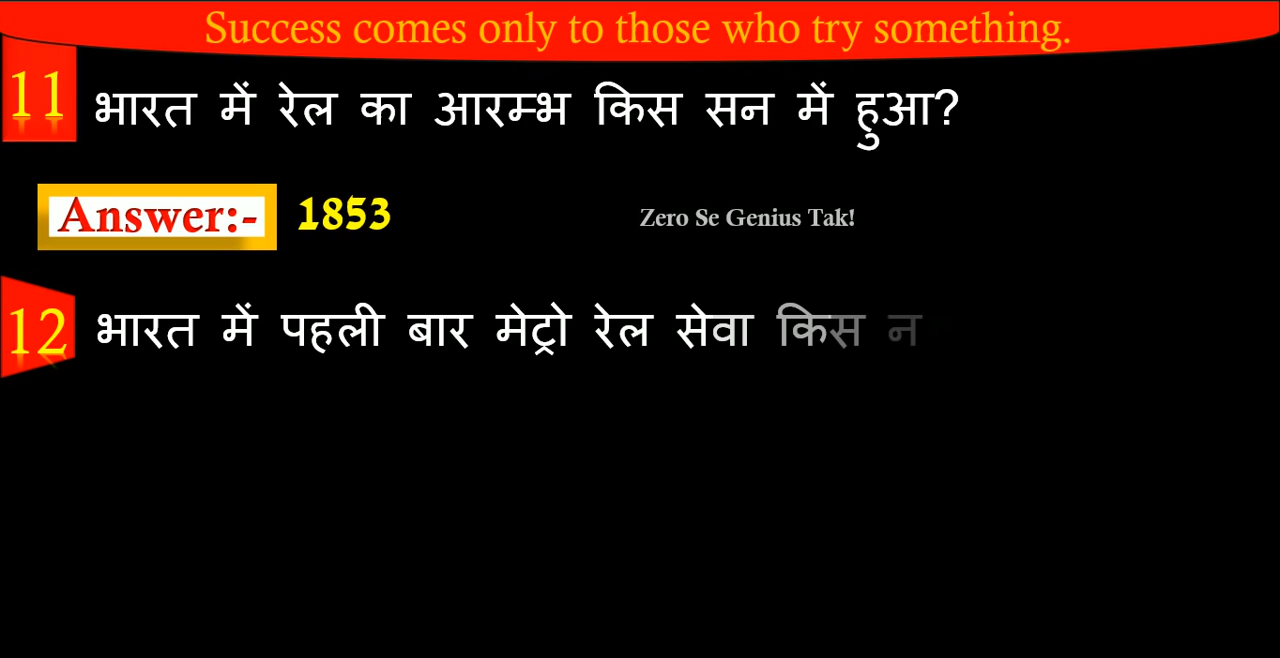 Success comes only to those who try something.
11 भारत में रेल का आरम्भ किस सन में हुआ?
Answer:- 1853 Zero Se Genius Tak!
12 भारत में पहली बार मेट्रो रेल सेवा किस न